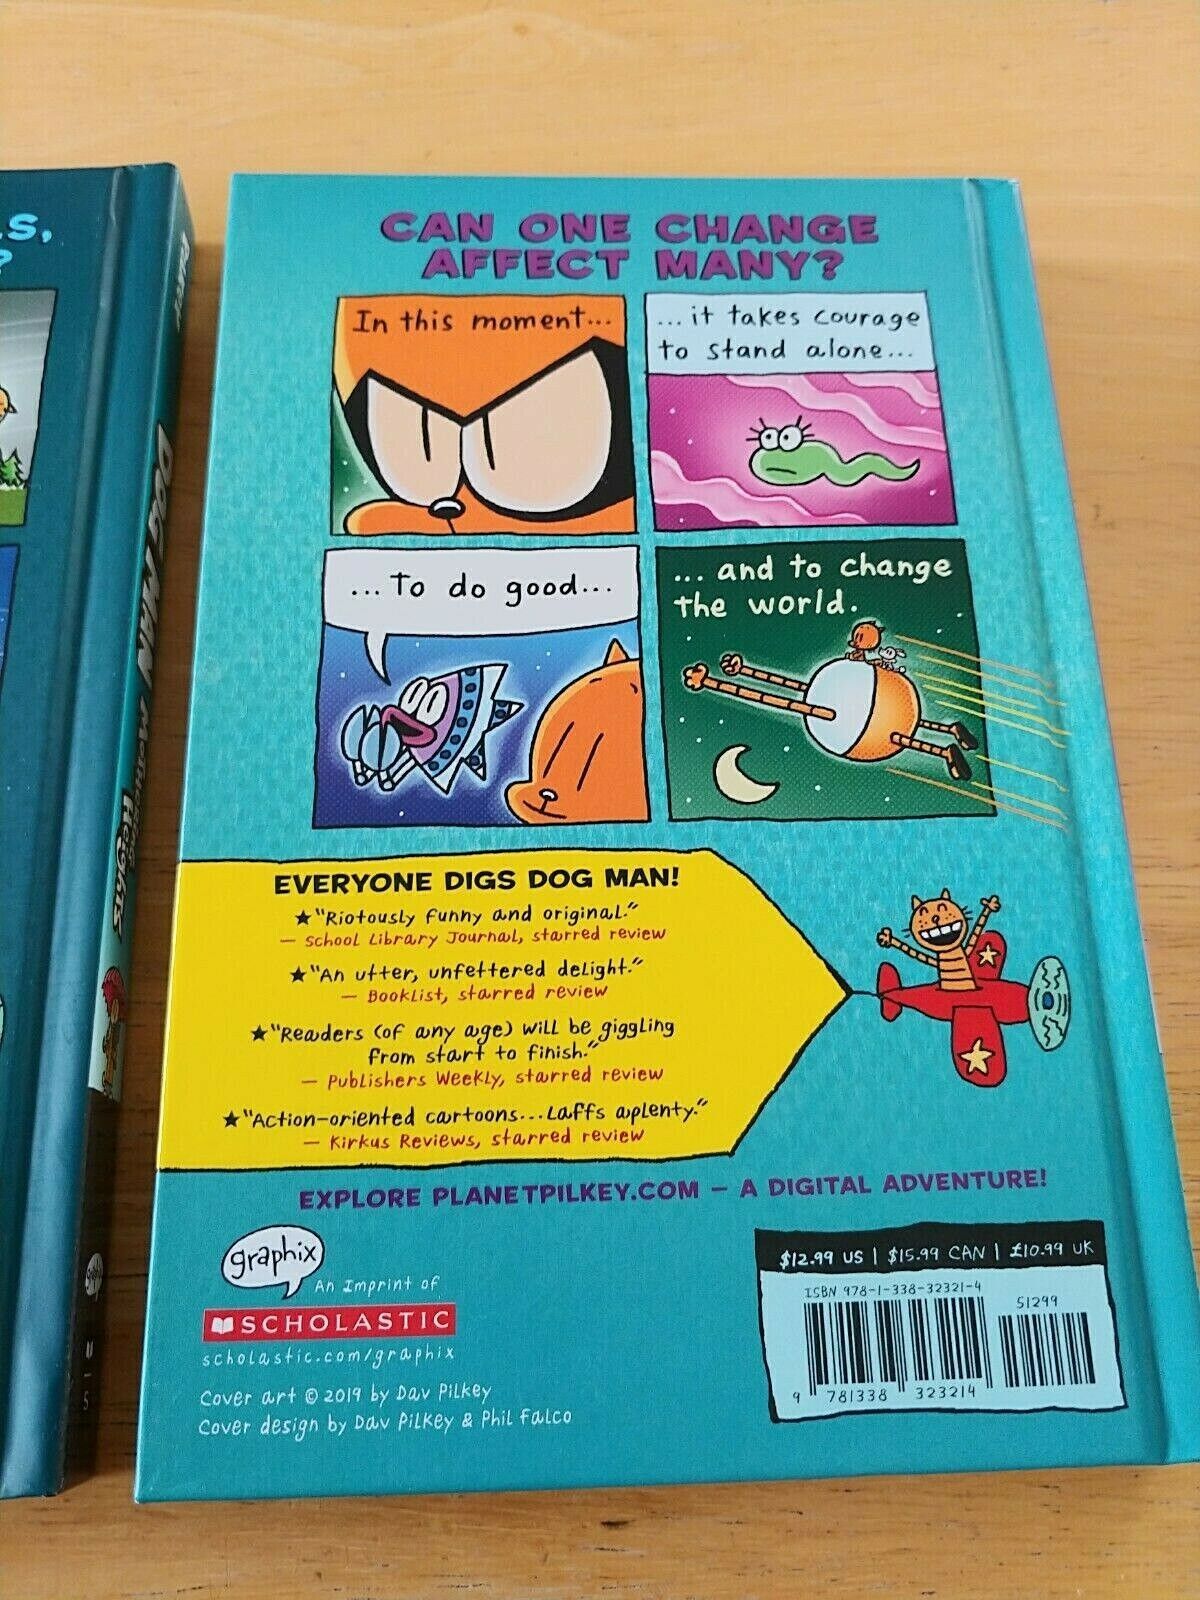 LS,
?
DOG MAN
CAN ONE CHANGE
AFFECT MANY?
In this moment...
...it takes courage
to stand alone...
...To do good...
...and to change
the world.
EVERYONE DIGS DOG MAN!
★"Riotously funny and original."
— School Library Journal, starred review
★"An utter, unfettered delight."
— Booklist, starred review
★"Readers (of any age) will be giggling
from start to finish."
— Publishers Weekly, starred review
★"Action-oriented cartoons...Laffs aplenty."
— Kirkus Reviews, starred review
EXPLORE PLANETPILKEY.COM — A DIGITAL ADVENTURE!
graphix
An Imprint of
SCHOLASTIC
scholastic.com/graphix
Cover art © 2019 by Dav Pilkey
Cover design by Dav Pilkey & Phil Falco
$12.99 US | $15.99 CAN | £10.99 UK
ISBN 978-1-338-32321-4
51299
9 781338 323214